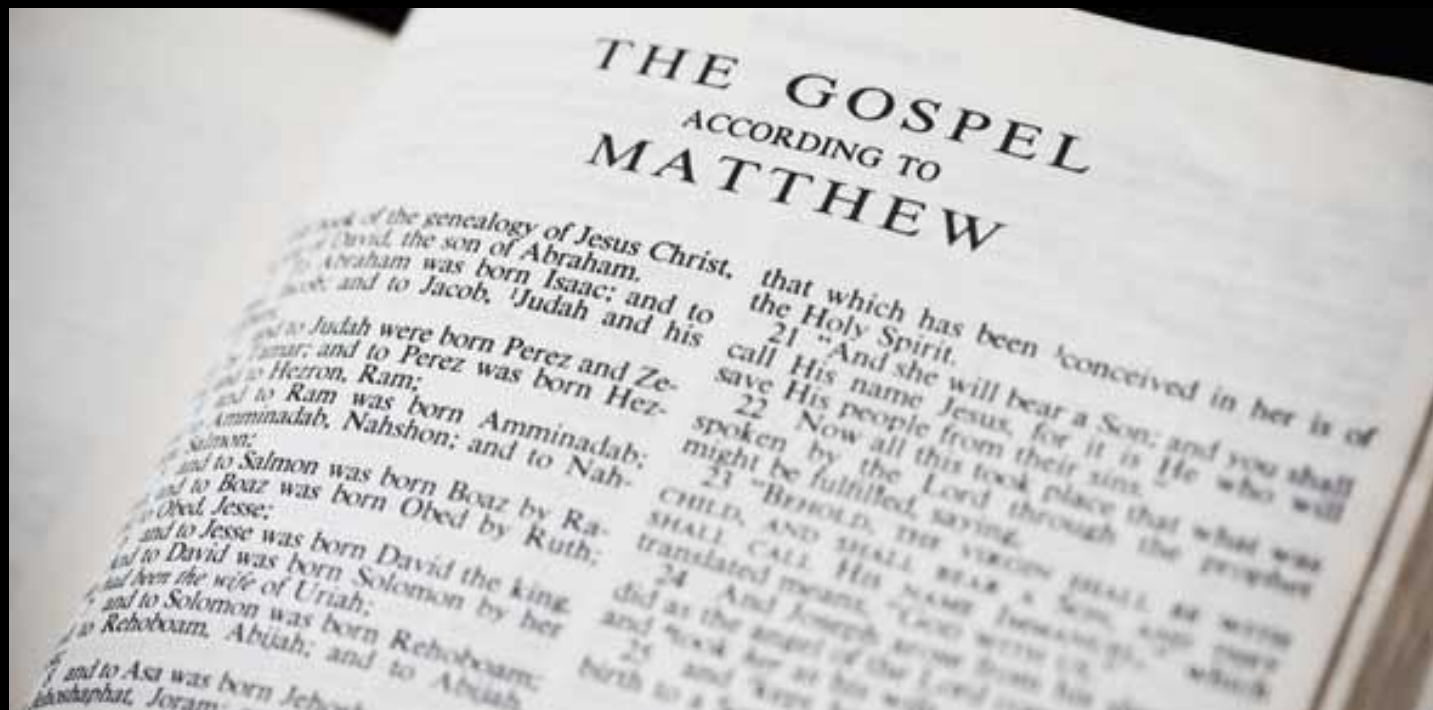 THE GOSPEL
ACCORDING TO
MATTHEW
of the genealogy of Jesus Christ,
David, the son of Abraham.
Abraham was born Isaac; and to
and to Jacob, ¹Judah and his
and to Judah were born Perez and Ze-
and to Perez was born Hez-
to Hezron, Ram;
and to Ram was born Amminadab;
Amminadab, Nahshon; and to Nah-
Salmon;
and to Salmon was born Boaz by Ra-
to Boaz was born Obed by Ruth;
Obed, Jesse;
and to Jesse was born David the king.
to David was born Solomon by her
had been the wife of Uriah;
and to Solomon was born Rehoboam;
to Rehoboam, Abijah; and to Abijah,
and to Asa was born
Joram;
that which has been ¹conceived in her is of
the Holy Spirit.
21 "And she will bear a Son; and you shall
call His name Jesus, for it is He who will
save His people from their sins."
22 Now all this took place that what was
spoken by the Lord through the prophet
might be fulfilled, saying,
23 "BEHOLD, THE VIRGIN SHALL BE WITH
CHILD, AND SHALL BEAR A SON, AND THEY
SHALL CALL HIS NAME IMMANUEL," which
translated means, "GOD WITH US."
24 And Joseph arose from his
did as the angel of the Lord
and took his wife
25 and
birth to a